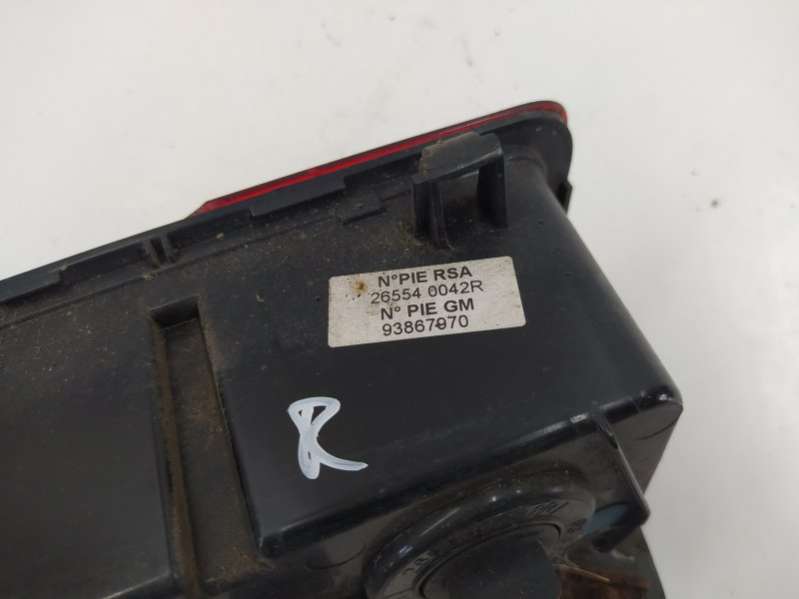 N°PIE RSA
26554 0042R
N° PIE GM
93867970
R